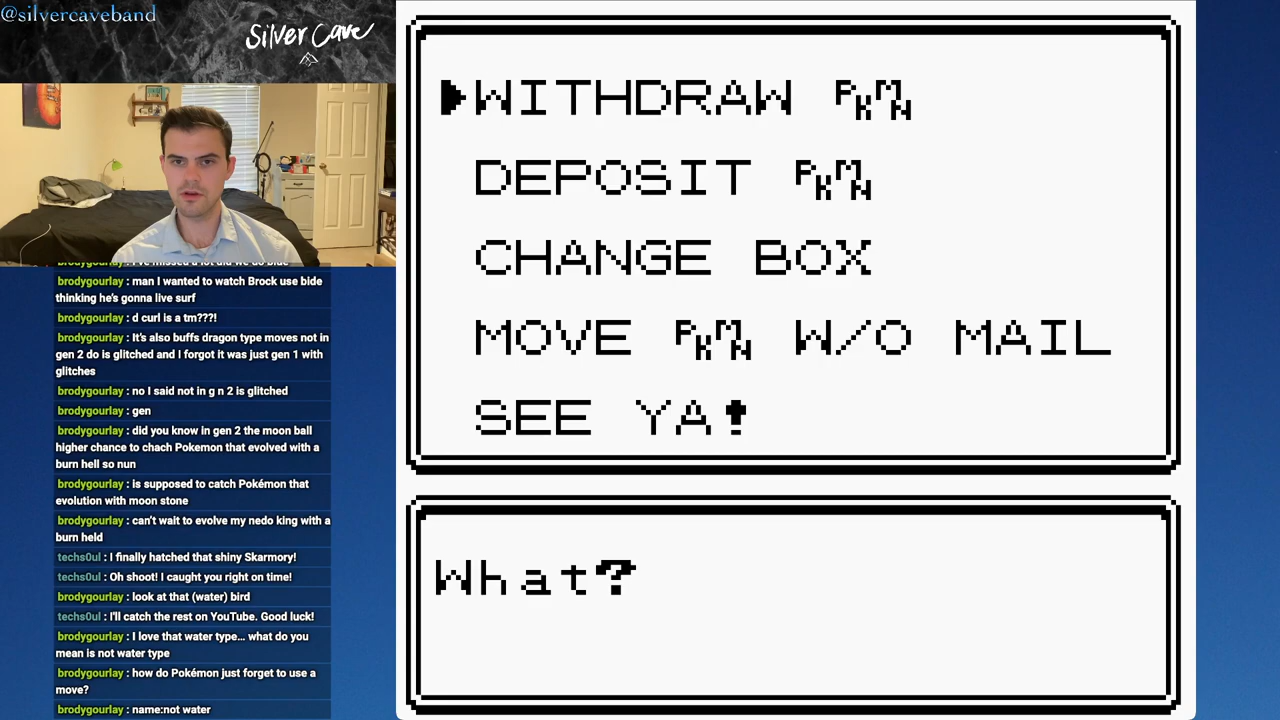 @silvercaveband
Silver Cave
brodygourlay : I've missed a lot did we do blue
brodygourlay : man I wanted to watch Brock use bide
thinking he's gonna live surf
brodygourlay : d curl is a tm???!
brodygourlay : It's also buffs dragon type moves not in
gen 2 do is glitched and I forgot it was just gen 1 with
glitches
brodygourlay : no I said not in g n 2 is glitched
brodygourlay : gen
brodygourlay : did you know in gen 2 the moon ball
higher chance to chach Pokemon that evolved with a
burn hell so nun
brodygourlay : is supposed to catch Pokémon that
evolution with moon stone
brodygourlay : can't wait to evolve my nedo king with a
burn held
techs0ul : I finally hatched that shiny Skarmory!
techs0ul : Oh shoot! I caught you right on time!
brodygourlay : look at that (water) bird
techs0ul : I'll catch the rest on YouTube. Good luck!
brodygourlay : I love that water type... what do you
mean is not water type
brodygourlay : how do Pokémon just forget to use a
move?
brodygourlay : name:not water
WITHDRAW PKMN
DEPOSIT PKMN
CHANGE BOX
MOVE PKMN W/O MAIL
SEE YA!
What?